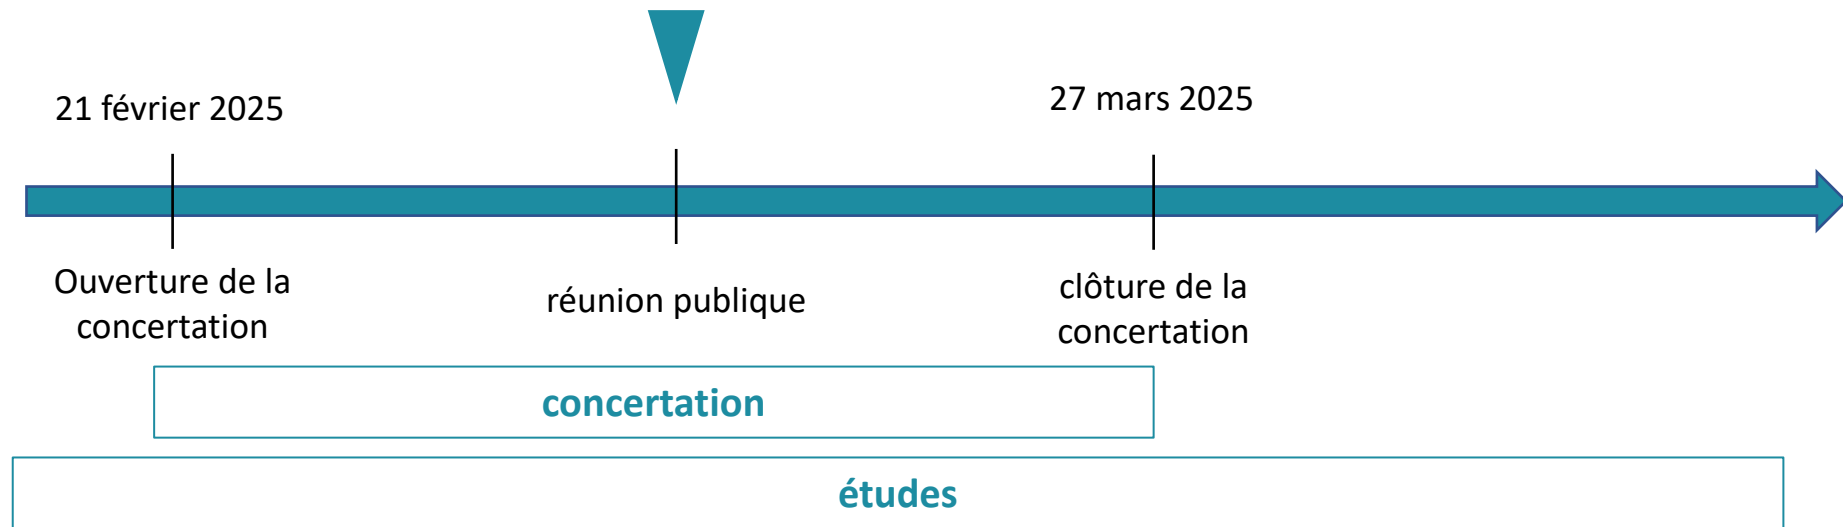 21 février 2025
27 mars 2025
Ouverture de la
concertation
réunion publique
clôture de la
concertation
concertation
études